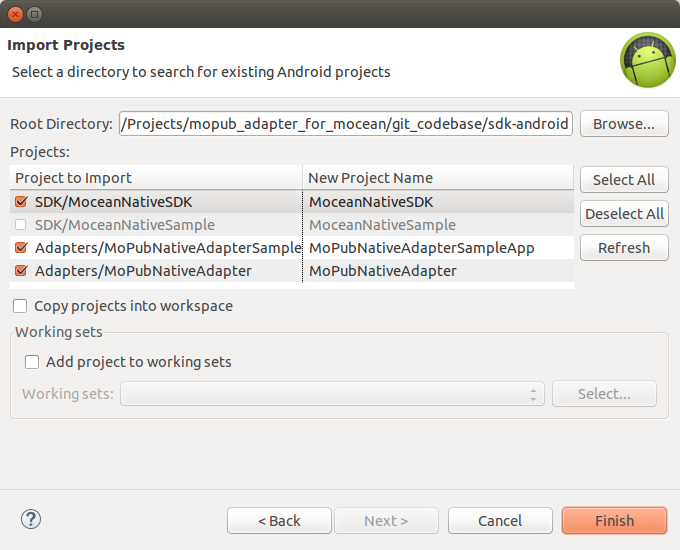 Import Projects
Select a directory to search for existing Android projects
Root Directory: /Projects/mopub_adapter_for_mocean/git_codebase/sdk-android Browse...
Projects:
Project to Import New Project Name
SDK/MoceanNativeSDK MoceanNativeSDK
SDK/MoceanNativeSample MoceanNativeSample
Adapters/MoPubNativeAdapterSample MoPubNativeAdapterSampleApp
Adapters/MoPubNativeAdapter MoPubNativeAdapter
Select All
Deselect All
Refresh
Copy projects into workspace
Working sets
Add project to working sets
Working sets: Select...
? < Back Next > Cancel Finish